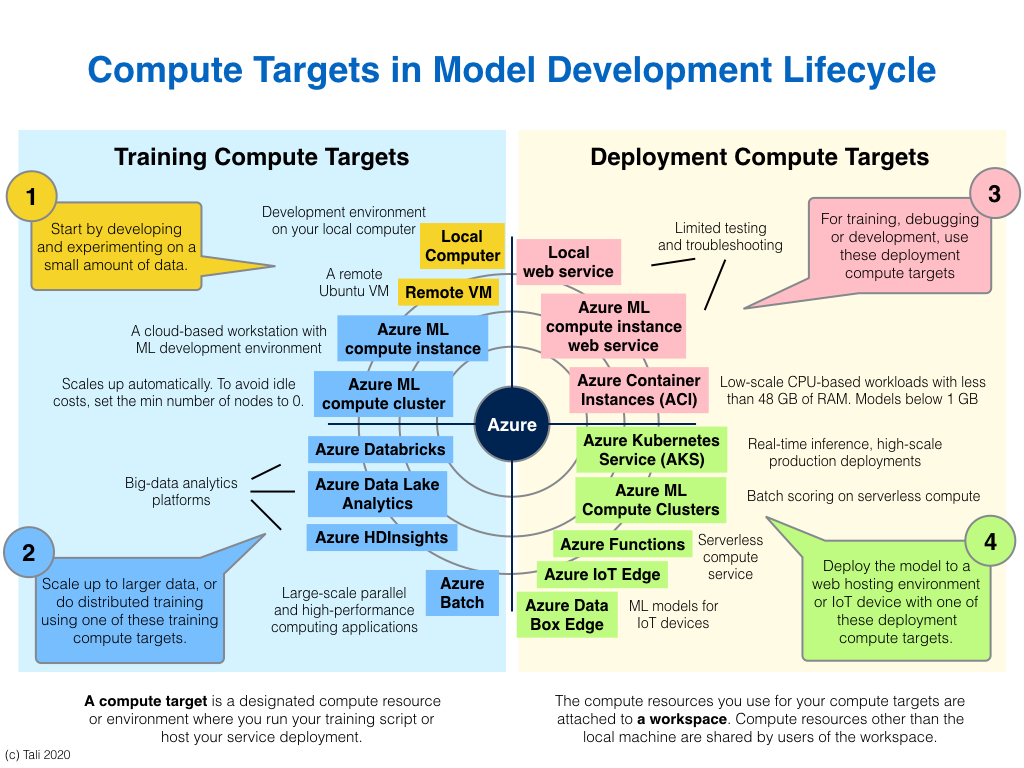 Compute Targets in Model Development Lifecycle
Training Compute Targets
1
Start by developing
and experimenting on a
small amount of data.
Development environment
on your local computer
Local
Computer
A remote
Ubuntu VM
Remote VM
A cloud-based workstation with
ML development environment
Azure ML
compute instance
Scales up automatically. To avoid idle
costs, set the min number of nodes to 0.
Azure ML
compute cluster
Azure
Azure Databricks
Big-data analytics
platforms
Azure Data Lake
Analytics
Azure HDInsights
2
Scale up to larger data, or
do distributed training
using one of these training
compute targets.
Large-scale parallel
and high-performance
computing applications
Azure
Batch
Deployment Compute Targets
3
For training, debugging
or development, use
these deployment
compute targets
Limited testing
and troubleshooting
Local
web service
Azure ML
compute instance
web service
Azure Container
Instances (ACI)
Low-scale CPU-based workloads with less
than 48 GB of RAM. Models below 1 GB
Azure Kubernetes
Service (AKS)
Real-time inference, high-scale
production deployments
Azure ML
Compute Clusters
Batch scoring on serverless compute
Azure Functions
Serverless
compute
service
Azure IoT Edge
Azure Data
Box Edge
ML models for
IoT devices
4
Deploy the model to a
web hosting environment
or IoT device with one of
these deployment
compute targets.
A compute target is a designated compute resource
or environment where you run your training script or
host your service deployment.
The compute resources you use for your compute targets are
attached to a workspace. Compute resources other than the
local machine are shared by users of the workspace.
(c) Tali 2020